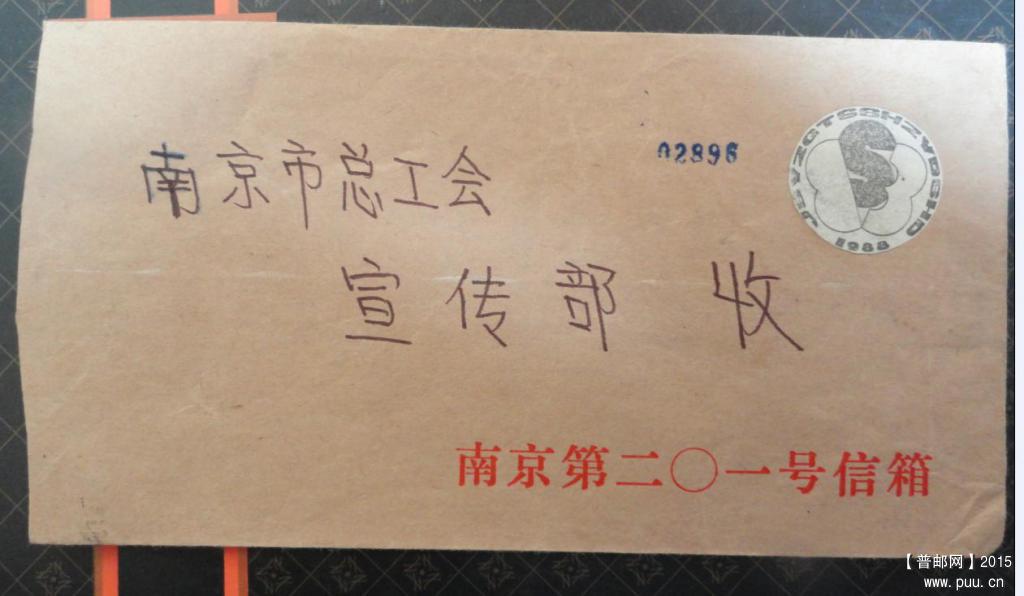 南京市总工会
02896
JSAZGTSSHZVDGSHD
1988
宣传部 收
南京第二〇一号信箱
【普邮网】2015
www.puu.cn